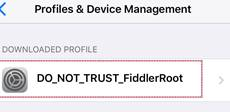 Profiles & Device Management
DOWNLOADED PROFILE
DO_NOT_TRUST_FiddlerRoot